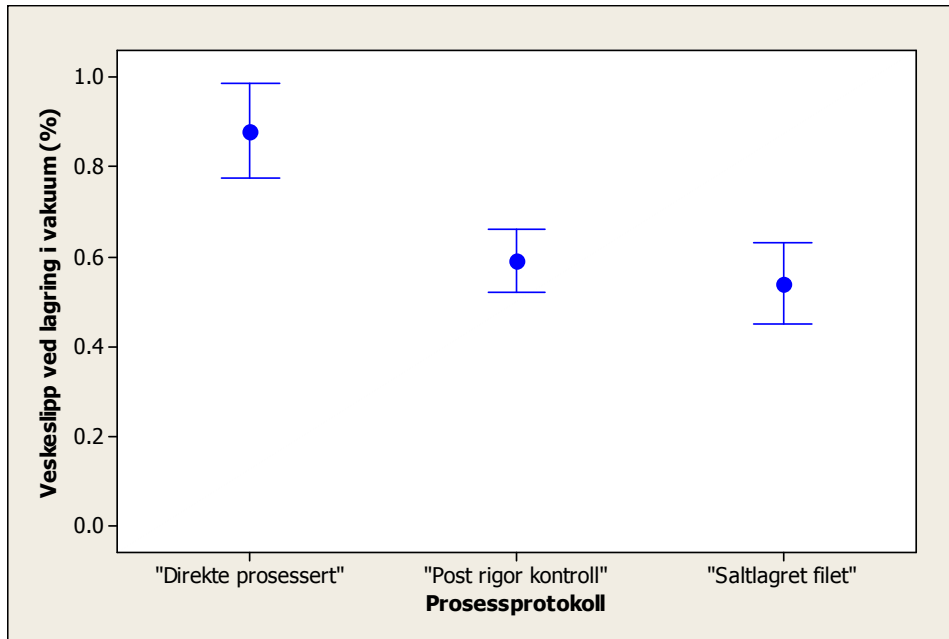 Veskeslipp ved lagring i vakuum (%)
1.0
0.8
0.6
0.4
0.2
0.0
"Direkte prosessert" "Post rigor kontroll" "Saltlagret filet"
Prosessprotokoll